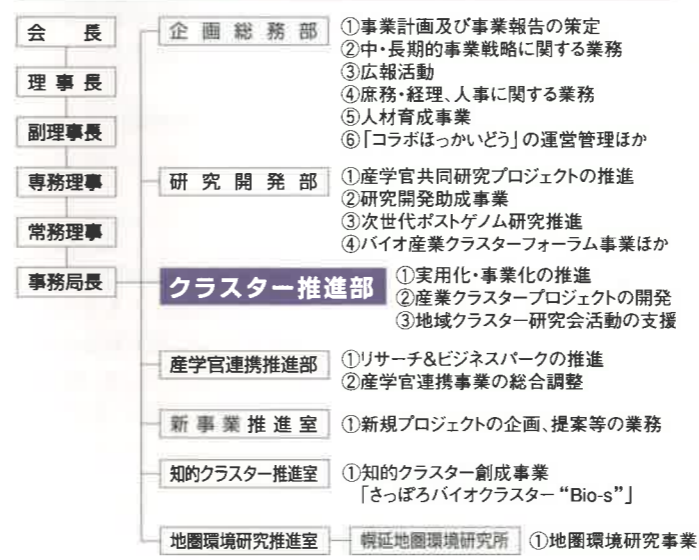 会長
理事長
副理事長
専務理事
常務理事
事務局長
企画総務部
①事業計画及び事業報告の策定
②中・長期的事業戦略に関する業務
③広報活動
④庶務・経理、人事に関する業務
⑤人材育成事業
⑥「コラボほっかいどう」の運営管理ほか
研究開発部
①産学官共同研究プロジェクトの推進
②研究開発助成事業
③次世代ポストゲノム研究推進
④バイオ産業クラスターフォーラム事業ほか
クラスター推進部
①実用化・事業化の推進
②産業クラスタープロジェクトの開発
③地域クラスター研究会活動の支援
産学官連携推進部
①リサーチ&ビジネスパークの推進
②産学官連携事業の総合調整
新事業推進室
①新規プロジェクトの企画、提案等の業務
知的クラスター推進室
①知的クラスター創成事業
「さっぽろバイオクラスター“Bio-s”」
地圏環境研究推進室
幌延地圏環境研究所
①地圏環境研究事業